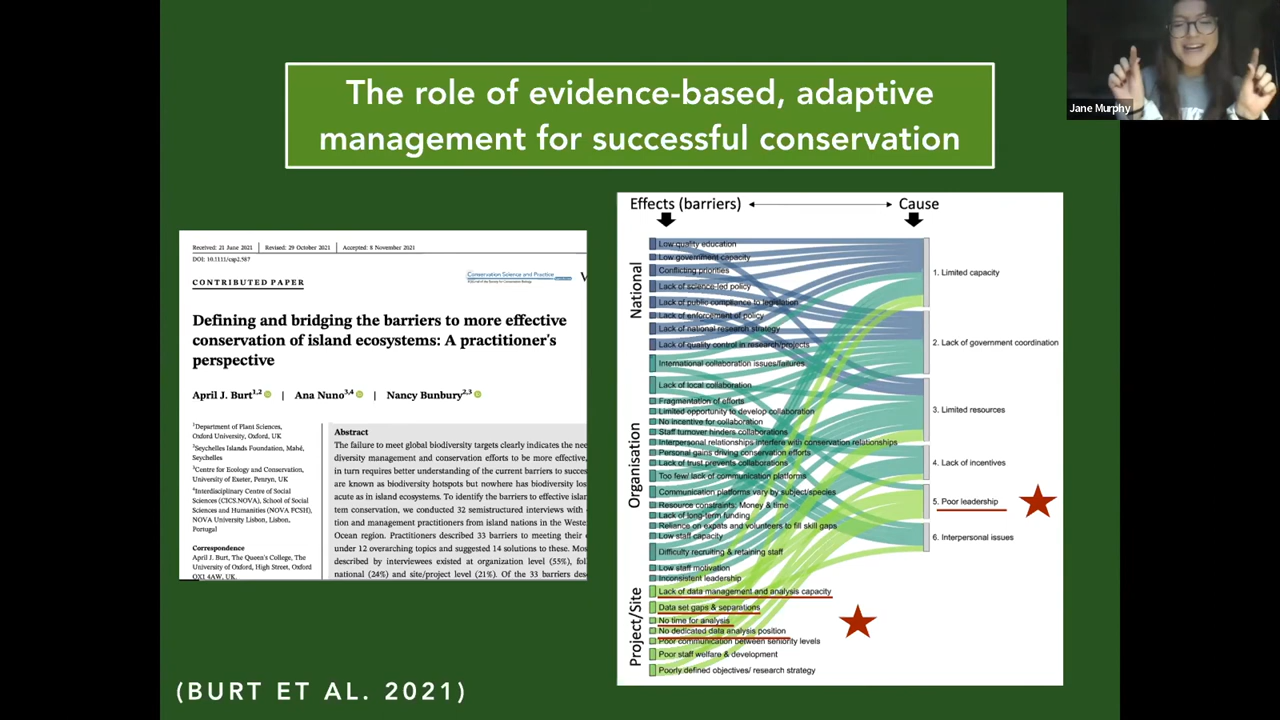 The role of evidence-based, adaptive
management for successful conservation
Jane Murphy
Received: 21 June 2021 | Revised: 29 October 2021 | Accepted: 8 November 2021
DOI: 10.1111/csp2.587
CONTRIBUTED PAPER
Conservation Science and Practice
Defining and bridging the barriers to more effective
conservation of island ecosystems: A practitioner's
perspective
April J. Burt1,2 | Ana Nuno3,4 | Nancy Bunbury2,3
1Department of Plant Sciences,
Oxford University, Oxford, UK
2Seychelles Islands Foundation, Mahé,
Seychelles
3Centre for Ecology and Conservation,
University of Exeter, Penryn, UK
4Interdisciplinary Centre of Social
Sciences (CICS.NOVA), School of Social
Sciences and Humanities (NOVA FCSH),
NOVA University Lisbon, Lisbon,
Portugal
Correspondence
April J. Burt, The Queen's College, The
University of Oxford, High Street, Oxford
OX1 4AW, UK.
Abstract
The failure to meet global biodiversity targets clearly indicates the nee
diversity management and conservation efforts to be more effective,
in turn requires better understanding of the current barriers to succes
are known as biodiversity hotspots but nowhere has biodiversity los
acute as in island ecosystems. To identify the barriers to effective islan
tem conservation, we conducted 32 semistructured interviews with
tion and management practitioners from island nations in the Weste
Ocean region. Practitioners described 33 barriers to meeting their
under 12 overarching topics and suggested 14 solutions to these. Mos
described by interviewees existed at organization level (55%), fol
national (24%) and site/project level (21%). Of the 33 barriers des
Effects (barriers)
Cause
National
Low quality education
Low government capacity
Conflicting priorities
Lack of science-led policy
Lack of public compliance to legislation
Lack of enforcement of policy
Lack of national research strategy
Lack of quality control in research/projects
Organisation
International collaboration issues/failures
Lack of local collaboration
Fragmentation of efforts
Limited opportunity to develop collaboration
No incentive for collaboration
Staff turnover hinders collaborations
Interpersonal relationships interfere with conservation relationships
Personal gains driving conservation efforts
Lack of trust prevents collaborations
Too few/ lack of communication platforms
Communication platforms vary by subject/species
Resource constraints: Money & time
Lack of long-term funding
Reliance on expats and volunteers to fill skill gaps
Low staff capacity
Difficulty recruiting & retaining staff
Low staff motivation
Inconsistent leadership
Project/Site
Lack of data management and analysis capacity
Data set gaps & separations
No time for analysis
No dedicated data analysis position
Poor communication between seniority levels
Poor staff welfare & development
Poorly defined objectives/ research strategy
1. Limited capacity
2. Lack of government coordination
3. Limited resources
4. Lack of incentives
5. Poor leadership
6. Interpersonal issues
(BURT ET AL. 2021)